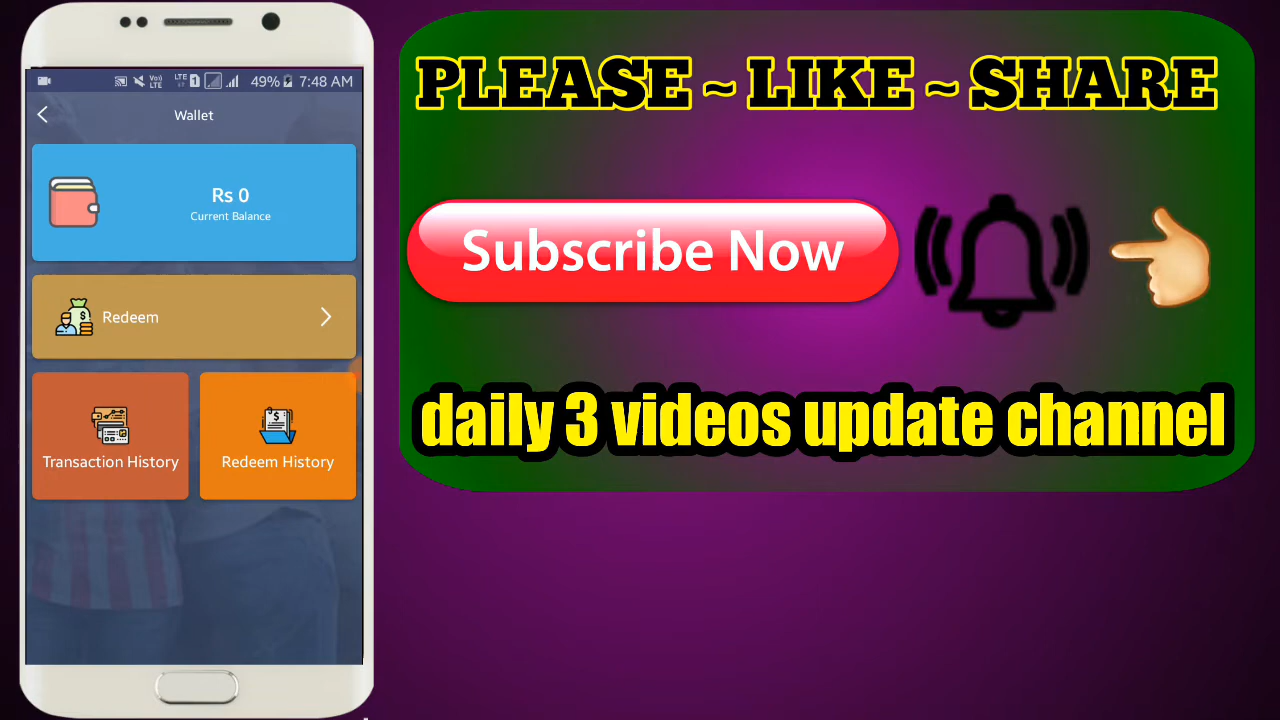 49% 7:48 AM
Wallet
Rs 0
Current Balance
Redeem
Transaction History
Redeem History
PLEASE ~ LIKE ~ SHARE
Subscribe Now
daily 3 videos update channel